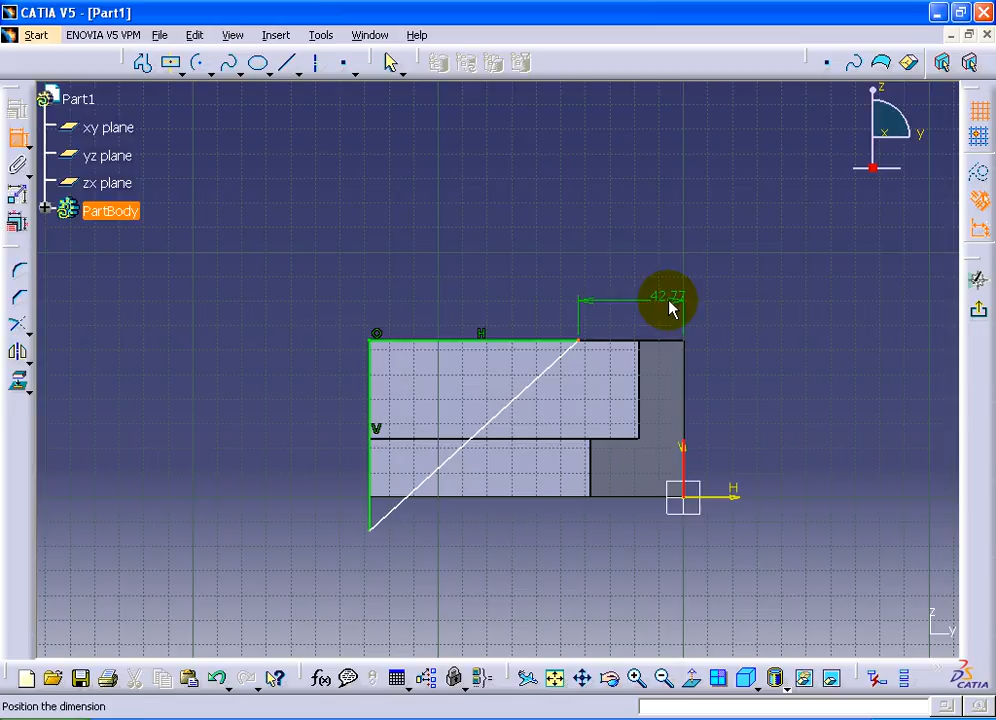 CATIA V5 - [Part1]
Start ENOVIA V5 VPM File Edit View Insert Tools Window Help
Part1
xy plane
yz plane
zx plane
PartBody
z
x
y
42.77
O
H
V
V
H
z
y
f(x)
CATIA
Position the dimension